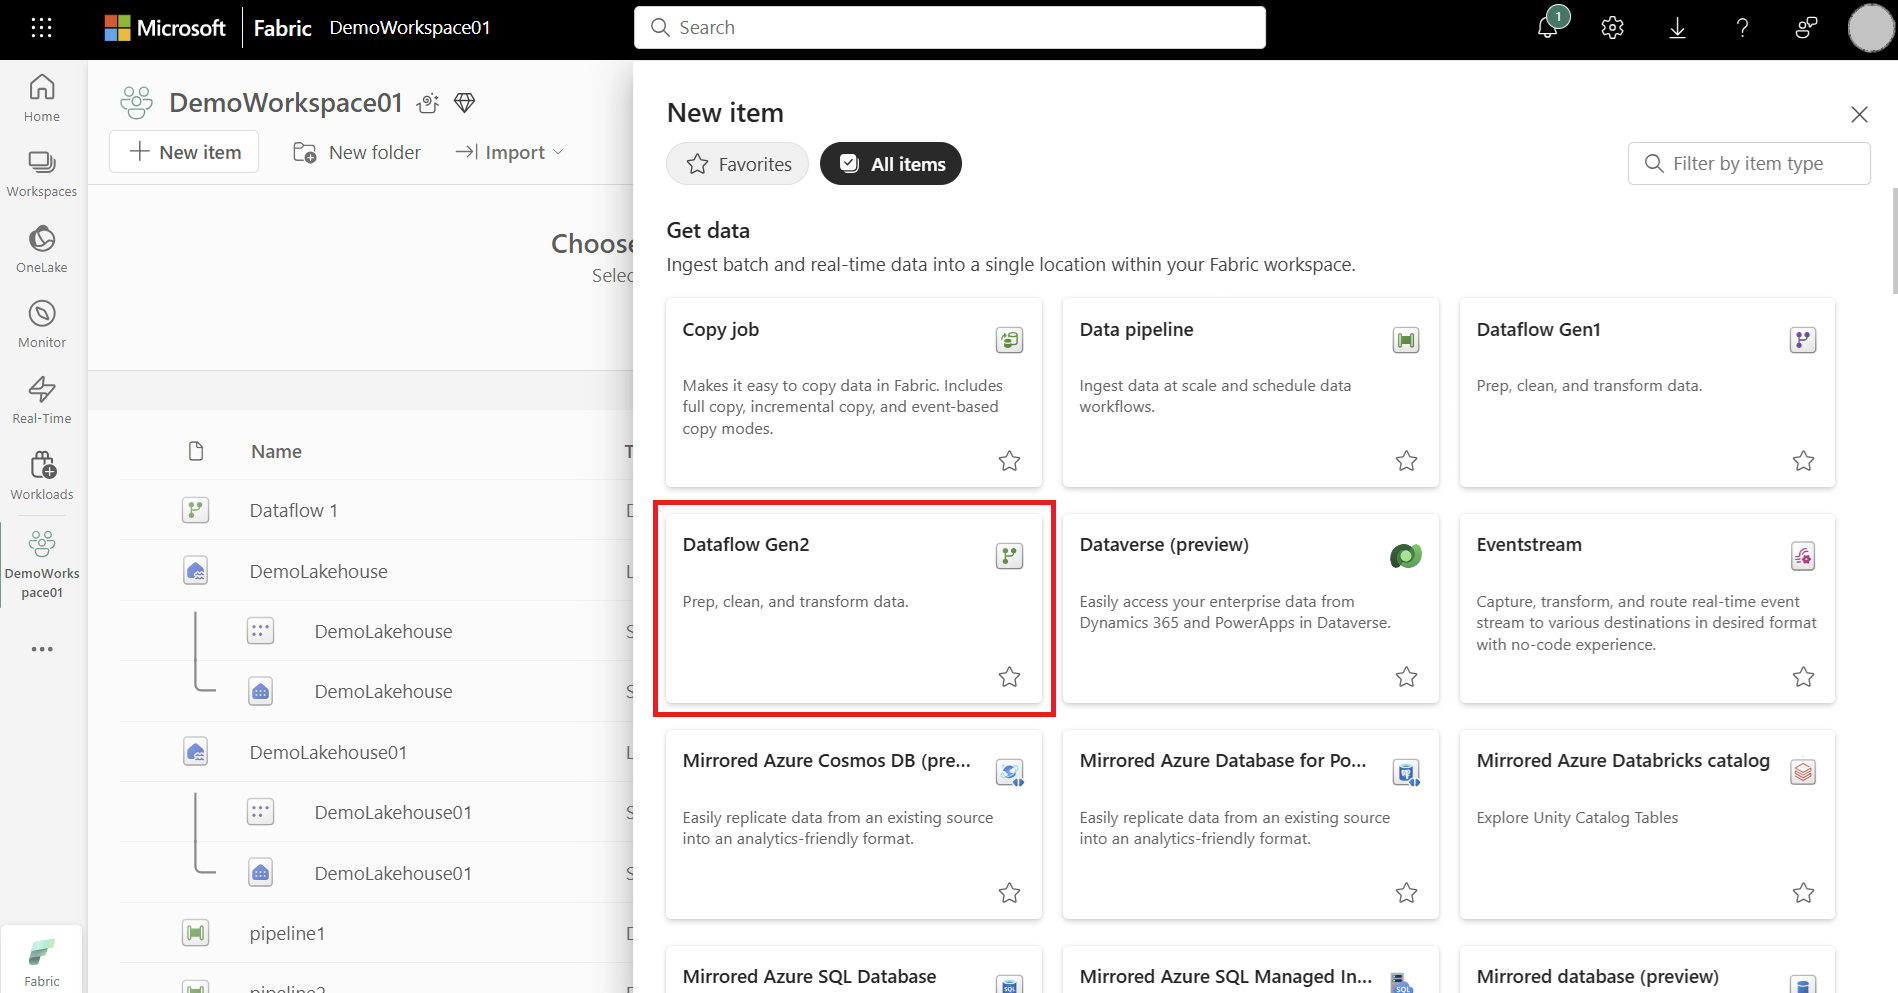 Microsoft Fabric DemoWorkspace01
Search
1
Home
Workspaces
OneLake
Monitor
Real-Time
Workloads
DemoWorks
pace01
Fabric
DemoWorkspace01
New item
New folder
Import
Choose
Selec
Name
T
Dataflow 1
D
DemoLakehouse
L
DemoLakehouse
S
DemoLakehouse
S
DemoLakehouse01
L
DemoLakehouse01
S
DemoLakehouse01
S
pipeline1
D
pipeline2
New item
Favorites
All items
Filter by item type
Get data
Ingest batch and real-time data into a single location within your Fabric workspace.
Copy job
Makes it easy to copy data in Fabric. Includes
full copy, incremental copy, and event-based
copy modes.
Data pipeline
Ingest data at scale and schedule data
workflows.
Dataflow Gen1
Prep, clean, and transform data.
Dataflow Gen2
Prep, clean, and transform data.
Dataverse (preview)
Easily access your enterprise data from
Dynamics 365 and PowerApps in Dataverse.
Eventstream
Capture, transform, and route real-time event
stream to various destinations in desired format
with no-code experience.
Mirrored Azure Cosmos DB (pre...
Easily replicate data from an existing source
into an analytics-friendly format.
Mirrored Azure Database for Po...
Easily replicate data from an existing source
into an analytics-friendly format.
Mirrored Azure Databricks catalog
Explore Unity Catalog Tables
Mirrored Azure SQL Database
SQL
Mirrored Azure SQL Managed In...
SQL
Mirrored database (preview)